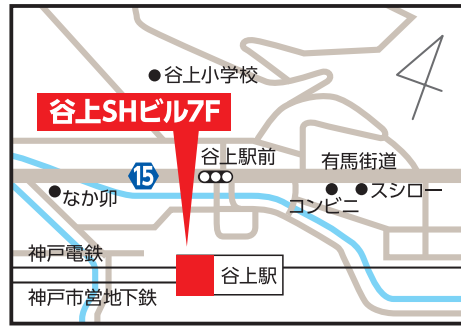 谷上小学校
谷上SHビル7F
谷上駅前
有馬街道
15
なか卯
コンビニ
スシロー
神戸電鉄
谷上駅
神戸市営地下鉄